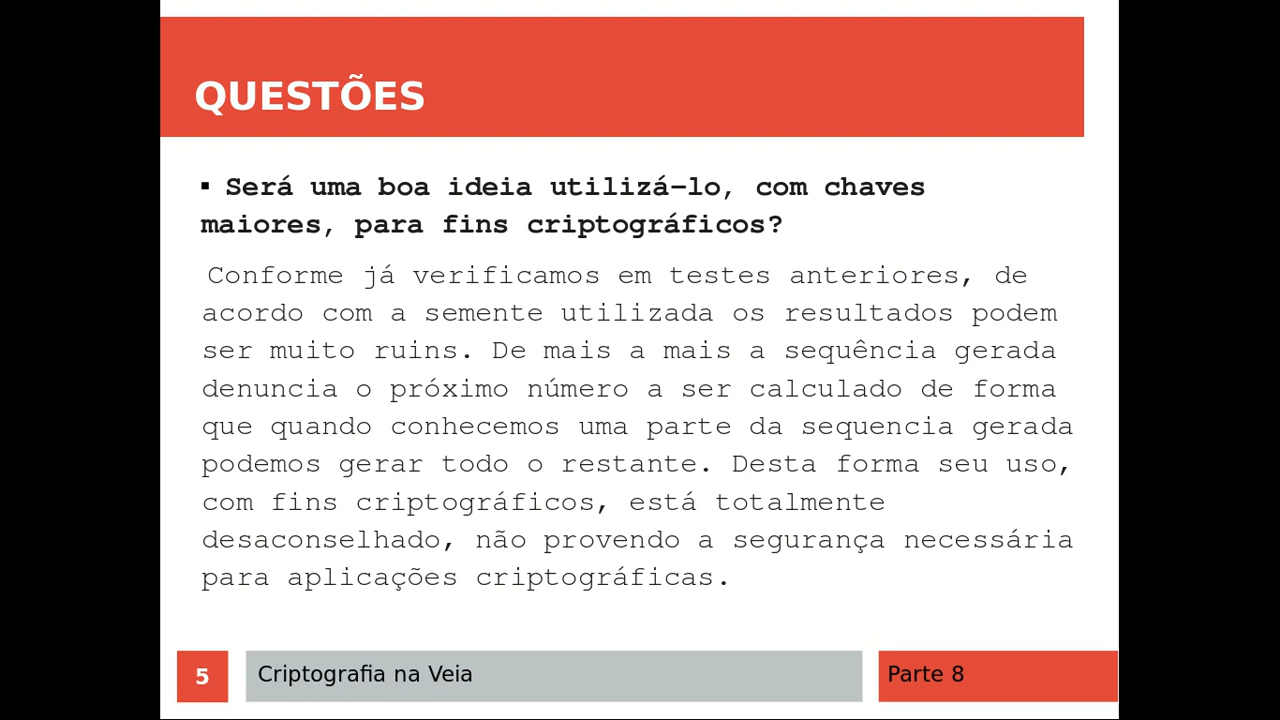 QUESTÕES
▪ Será uma boa ideia utilizá-lo, com chaves
maiores, para fins criptográficos?
Conforme já verificamos em testes anteriores, de
acordo com a semente utilizada os resultados podem
ser muito ruins. De mais a mais a sequência gerada
denuncia o próximo número a ser calculado de forma
que quando conhecemos uma parte da sequencia gerada
podemos gerar todo o restante. Desta forma seu uso,
com fins criptográficos, está totalmente
desaconselhado, não provendo a segurança necessária
para aplicações criptográficas.
5
Criptografia na Veia
Parte 8